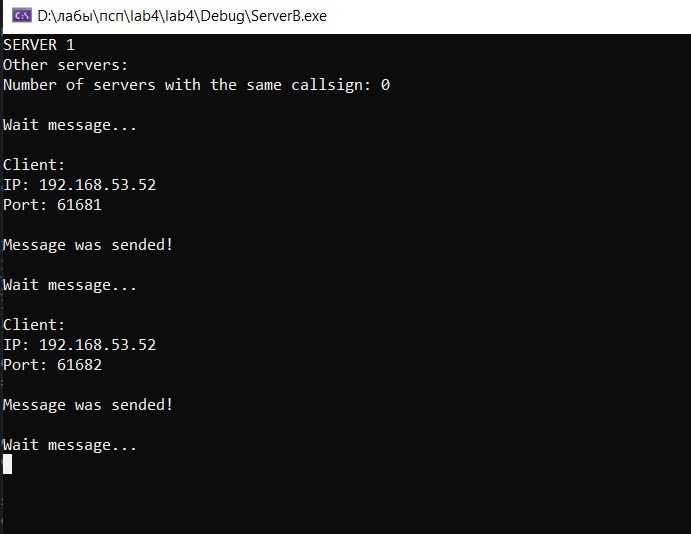 D:\лабы\псп\lab4\lab4\Debug\ServerB.exe
SERVER 1
Other servers:
Number of servers with the same callsign: 0
Wait message...
Client:
IP: 192.168.53.52
Port: 61681
Message was sended!
Wait message...
Client:
IP: 192.168.53.52
Port: 61682
Message was sended!
Wait message...